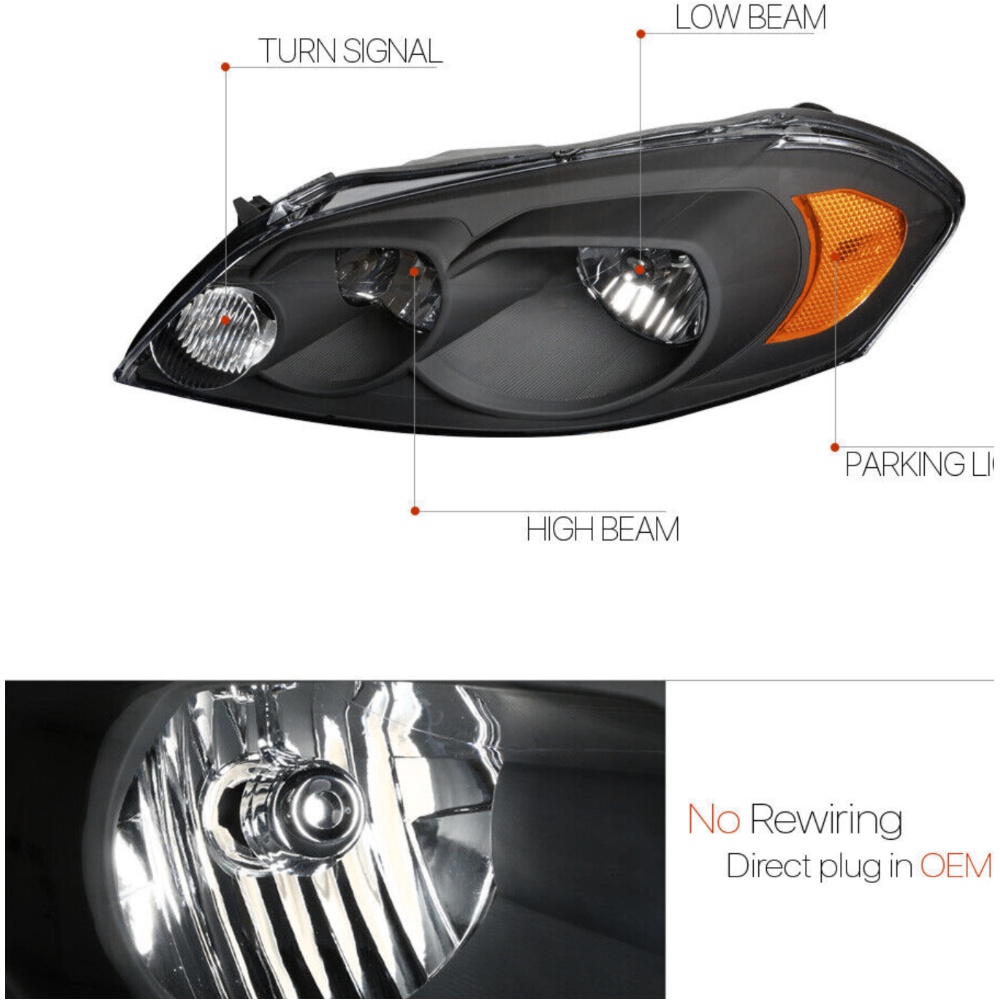 LOW BEAM
TURN SIGNAL
PARKING
HIGH BEAM
No Rewiring
Direct plug in OEM